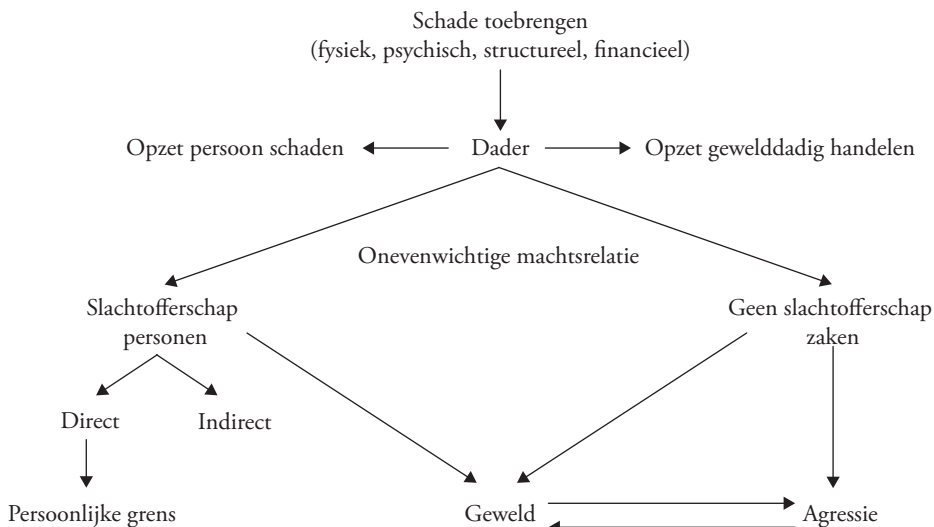 Schade toebrengen
(fysiek, psychisch, structureel, financieel)
Opzet persoon schaden
Dader
Opzet gewelddadig handelen
Onevenwichtige machtsrelatie
Slachtofferschap
personen
Geen slachtofferschap
zaken
Direct
Indirect
Persoonlijke grens
Geweld
Agressie